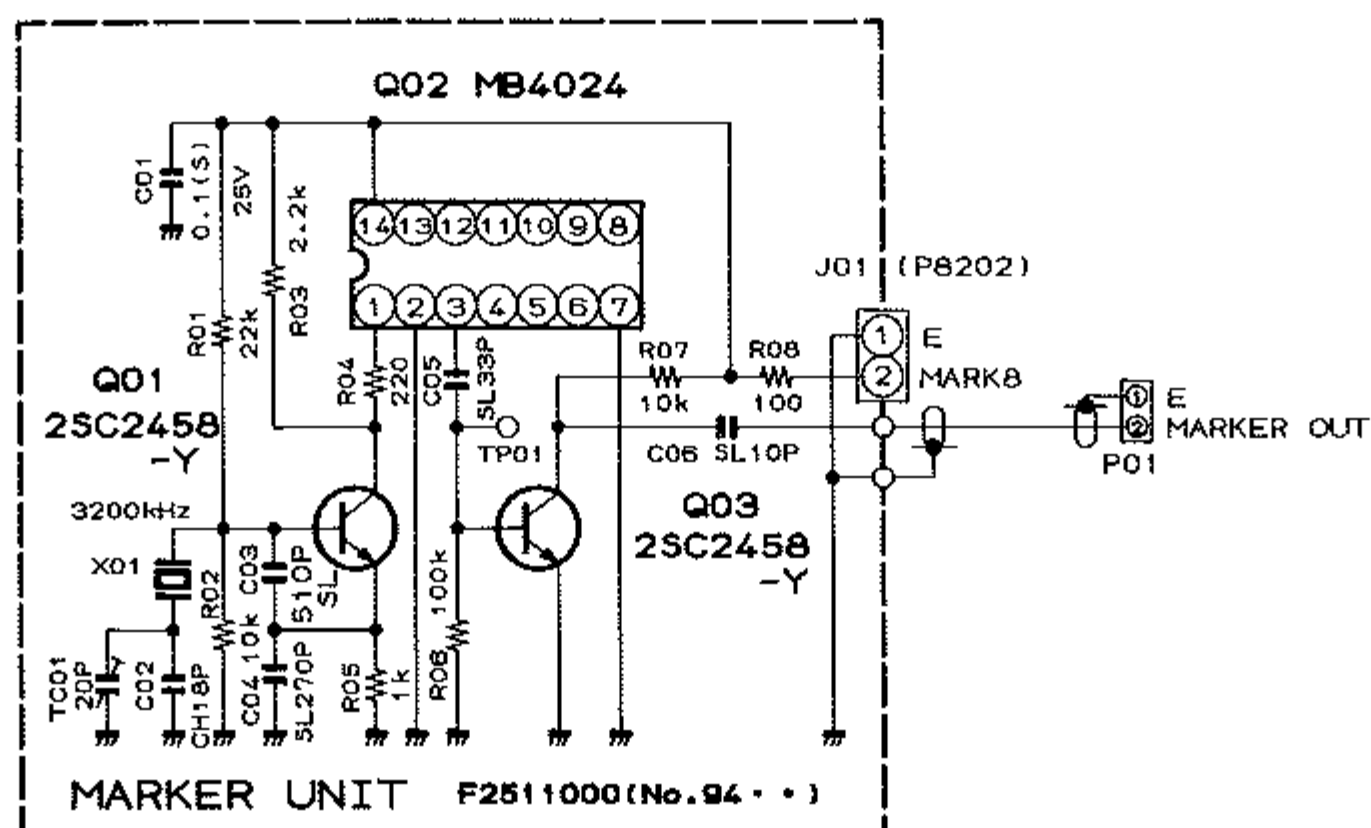 Q02 MB4024
C01
0.1(S)
25V
2.2k
14 13 12 11 10 9 8
1 2 3 4 5 6 7
R01
22k
R03
R04
220
C05
SL33P
J01 (P8202)
1 E
2 MARK8
R07
10k
R08
100
Q01
2SC2458
-Y
TP01
C06 SL10P
1 E
2 MARKER OUT
P01
3200kHz
X01
R02
10k
C03
510P
SL
100k
R06
Q03
2SC2458
-Y
TC01
20P
C02
CH18P
C04
SL270P
R05
1k
MARKER UNIT F2511000(No.94··)